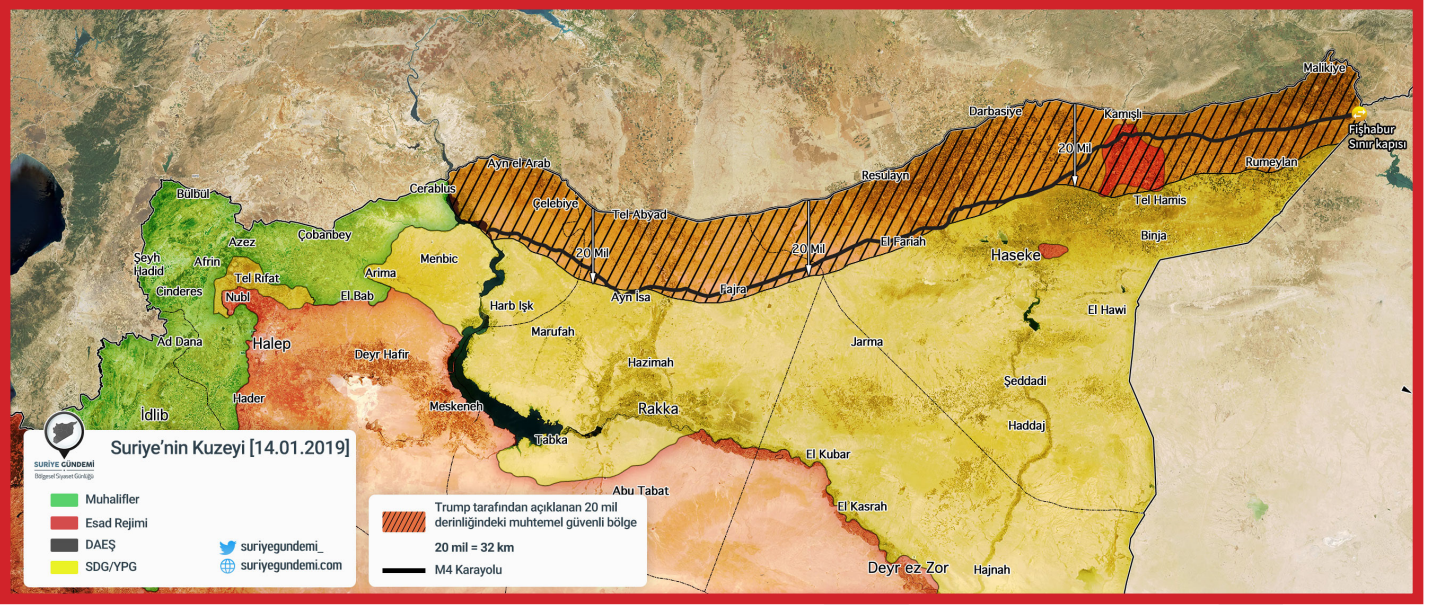 Malikiye
Darbasiye
Kamışlı
Fişhabur
Sınır kapısı
20 Mil
Ayn el Arab
Rumeylan
Resulayn
Cerablus
Bülbül
Çelebiye
Tel Abyad
Tel Hamis
Çobanbey
Azez
Binja
El Fariah
20 Mil
20 Mil
Haseke
Şeyh
Hadid
Afrin
Menbic
Arima
Tel Rıfat
Cinderes
Nubl
El Bab
Ayn İsa
Fajra
Harb Işk
El Hawi
Marufah
Ad Dana
Halep
Jarma
Deyr Hafir
Hazimah
Şeddadi
Hader
Meskeneh
Rakka
İdlib
Haddaj
Tabka
El Kubar
Abu Tabat
El Kasrah
Deyr ez Zor
Hajnah
SURİYE GÜNDEMİ
Bölgesel Siyaset Günlüğü
Suriye'nin Kuzeyi [14.01.2019]
Muhalifler
Esad Rejimi
DAEŞ
SDG/YPG
suriyegundemi_
suriyegundemi.com
Trump tarafından açıklanan 20 mil
derinliğindeki muhtemel güvenli bölge
20 mil = 32 km
M4 Karayolu